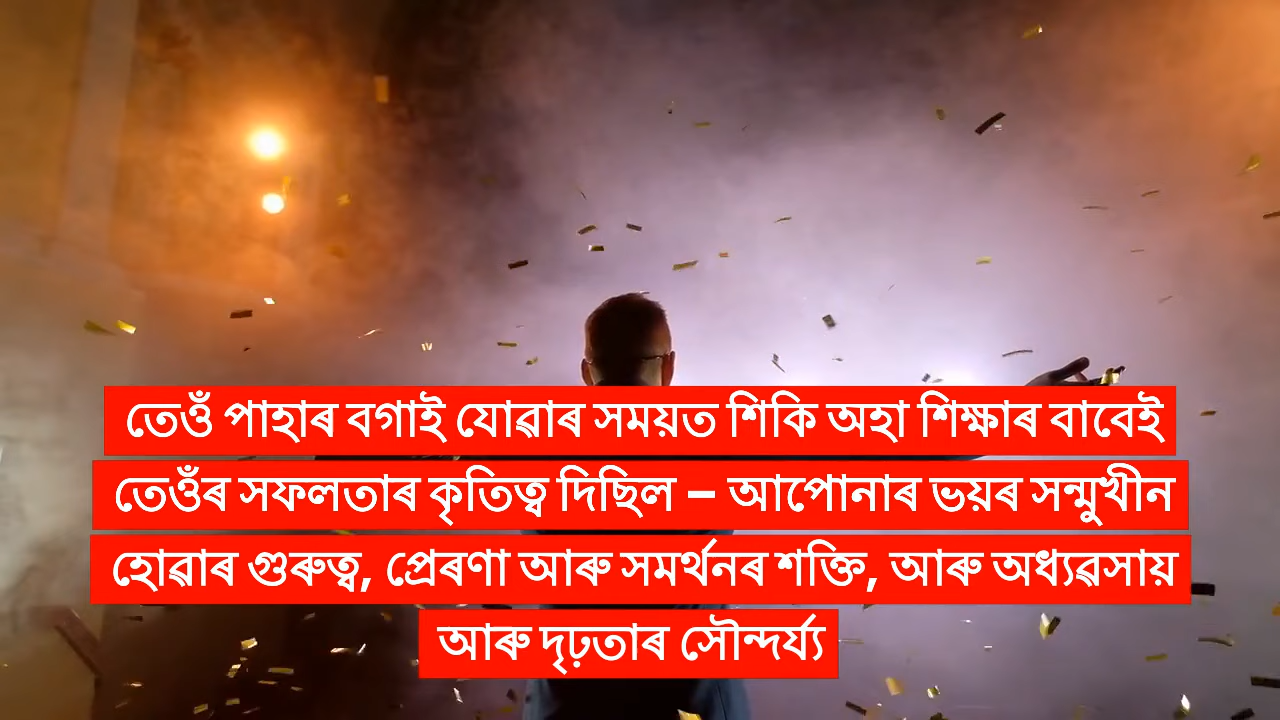 তেওঁ পাহাৰ বগাই যোৱাৰ সময়ত শিকি অহা শিক্ষাৰ বাবেই
তেওঁৰ সফলতাৰ কৃতিত্ব দিছিল – আপোনাৰ ভয়ৰ সন্মুখীন
হোৱাৰ গুৰুত্ব, প্ৰেৰণা আৰু সমৰ্থনৰ শক্তি, আৰু অধ্যৱসায়
আৰু দৃঢ়তাৰ সৌন্দৰ্য্য